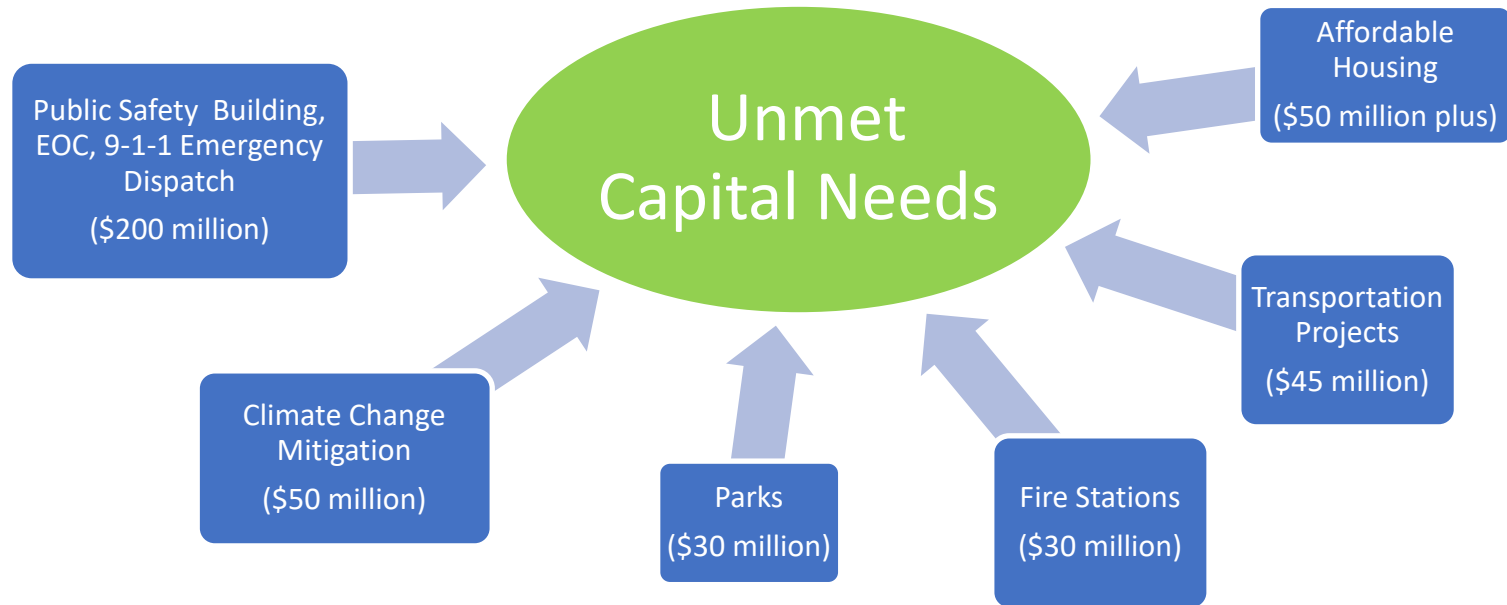 Unmet
Capital Needs
Public Safety Building,
EOC, 9-1-1 Emergency
Dispatch
($200 million)
Climate Change
Mitigation
($50 million)
Parks
($30 million)
Fire Stations
($30 million)
Transportation
Projects
($45 million)
Affordable
Housing
($50 million plus)